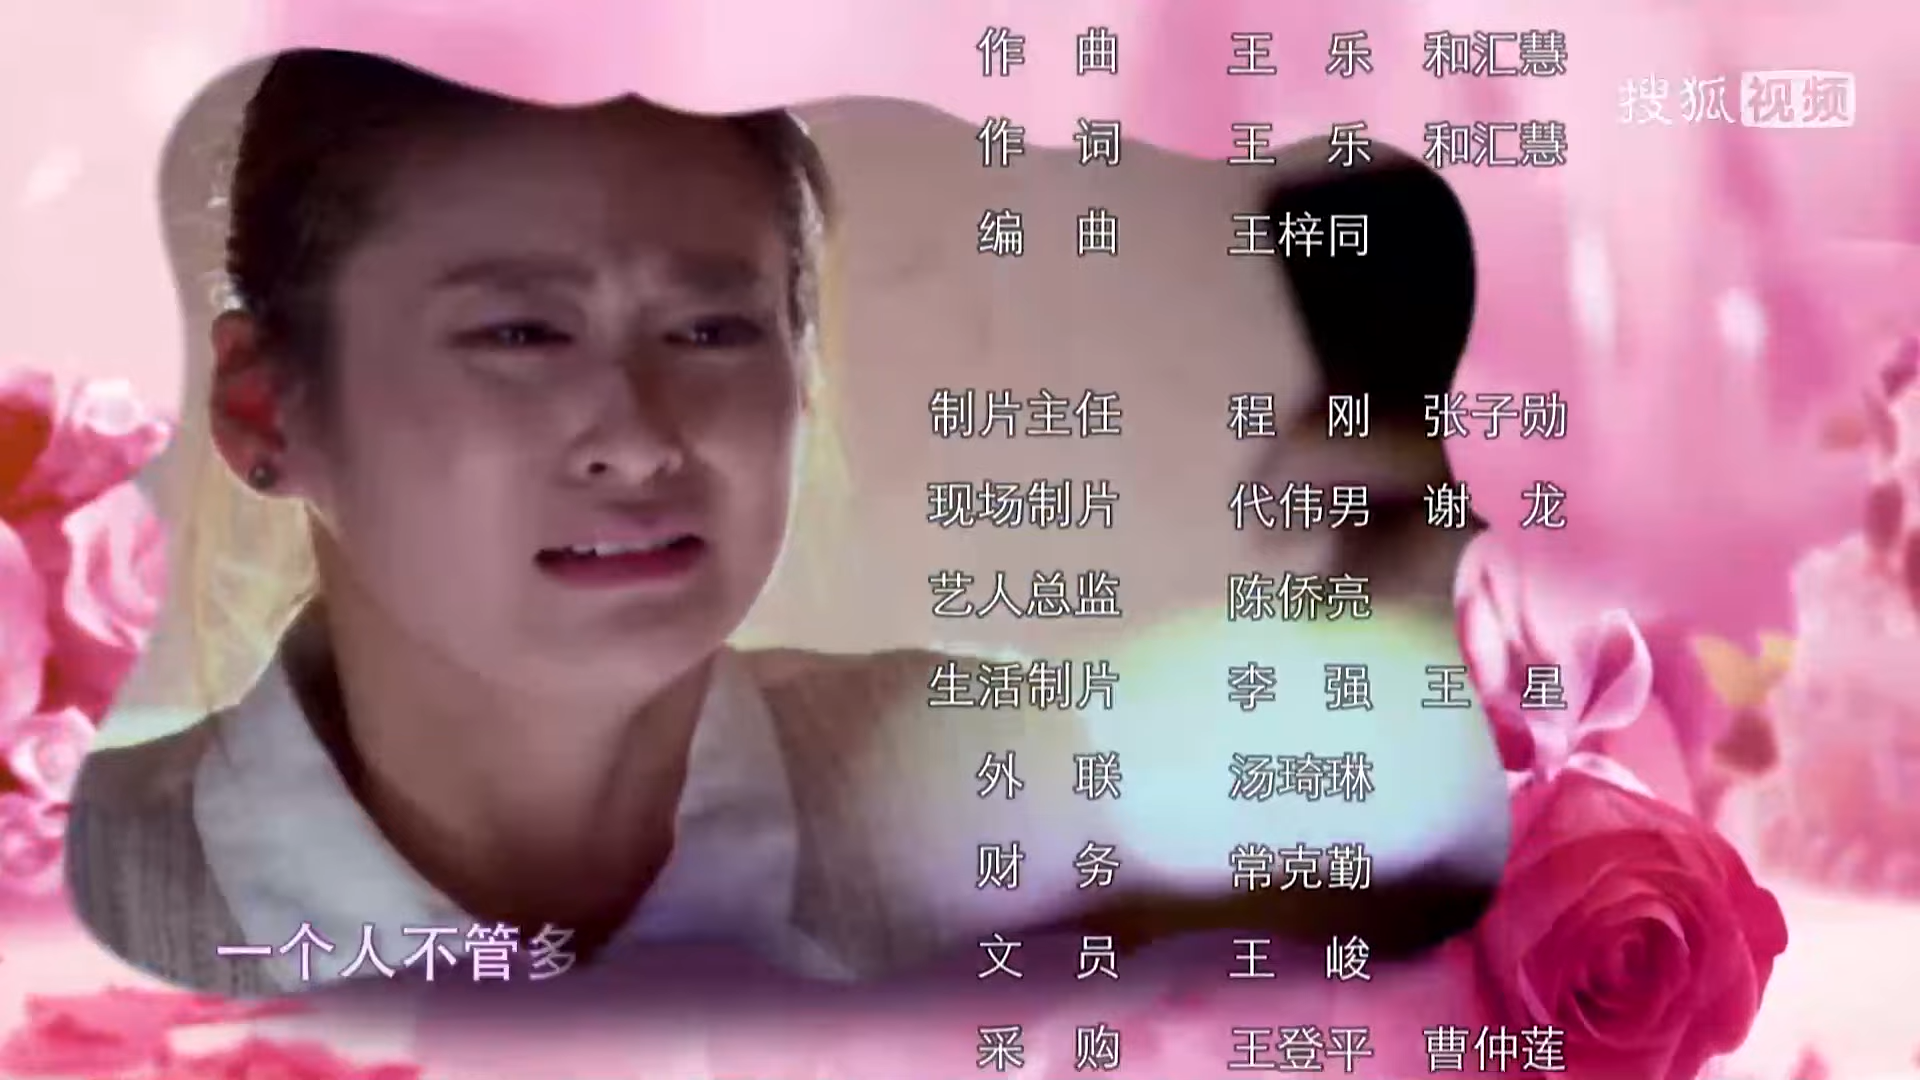 作 曲 王 乐 和汇慧
搜狐视频
作 词 王 乐 和汇慧
编 曲 王梓同
制片主任 程 刚 张子勋
现场制片 代伟男 谢 龙
艺人总监 陈侨亮
生活制片 李 强 王 星
外 联 汤琦琳
财 务 常克勤
一个人不管多
文 员 王 峻
采 购 王登平 曹仲莲